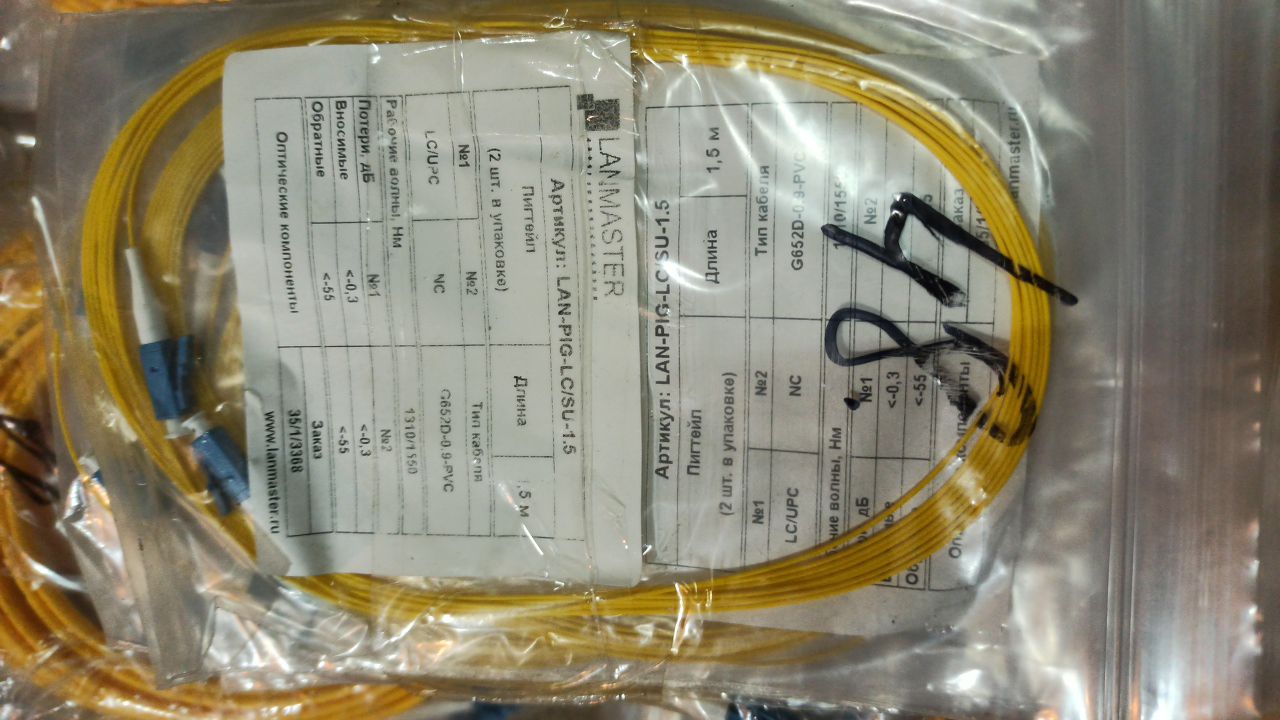 LANMASTER
Артикул: LAN-PIG-LC/SU-1.5
Пигтейл Длина ,5 м
(2 шт. в упаковке) Тип кабеля
№1 №2 G652D-0.9-PVC
LC/UPC NC 1310/1550
Рабочие волны, Нм №1 №2
Потери, дБ
Вносимые <-0,3 <-0,3
Обратные <-55 <-55
Оптические компоненты Заказ
35/1/3368
www.lanmaster.ru
Артикул: LAN-PIG-LC/SU-1.5
Пигтейл Длина 1,5 м
(2 шт. в упаковке) Тип кабеля
№1 №2 G652D-0.9-PVC
LC/UPC NC
волны, Нм №1 №2
дБ
<-0,3
<-55